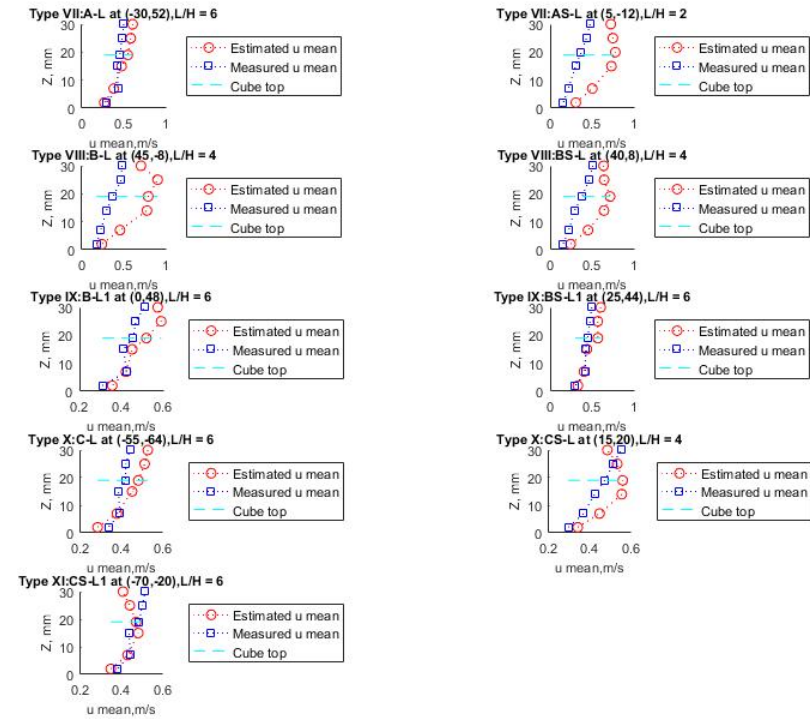 Type VII:A-L at (-30,52),L/H = 6
30
20
10
0
Z, mm
0
0.5
1
u mean,m/s
Estimated u mean
Measured u mean
Cube top
Type VII:AS-L at (5,-12),L/H = 2
30
20
10
0
Z, mm
0
0.5
1
u mean,m/s
Estimated u mean
Measured u mean
Cube top
Type VIII:B-L at (45,-8),L/H = 4
30
20
10
0
Z, mm
0
0.5
1
u mean,m/s
Estimated u mean
Measured u mean
Cube top
Type VIII:BS-L at (40,8),L/H = 4
30
20
10
0
Z, mm
0
0.5
1
u mean,m/s
Estimated u mean
Measured u mean
Cube top
Type IX:B-L1 at (0,48),L/H = 6
30
20
10
0
Z, mm
0.2
0.4
0.6
u mean,m/s
Estimated u mean
Measured u mean
Cube top
Type IX:BS-L1 at (25,44),L/H = 6
30
20
10
0
Z, mm
0
0.5
1
u mean,m/s
Estimated u mean
Measured u mean
Cube top
Type X:C-L at (-55,-64),L/H = 6
30
20
10
0
Z, mm
0.2
0.4
0.6
u mean,m/s
Estimated u mean
Measured u mean
Cube top
Type X:CS-L at (15,20),L/H = 4
30
20
10
0
Z, mm
0.2
0.4
0.6
u mean,m/s
Estimated u mean
Measured u mean
Cube top
Type XI:CS-L1 at (-70,-20),L/H = 6
30
20
10
0
Z, mm
0.2
0.4
0.6
u mean,m/s
Estimated u mean
Measured u mean
Cube top